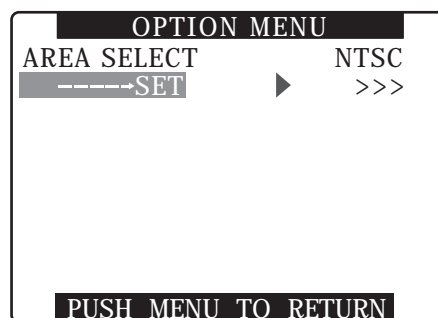 OPTION MENU
AREA SELECT NTSC
-----→SET ▶ >>>
PUSH MENU TO RETURN